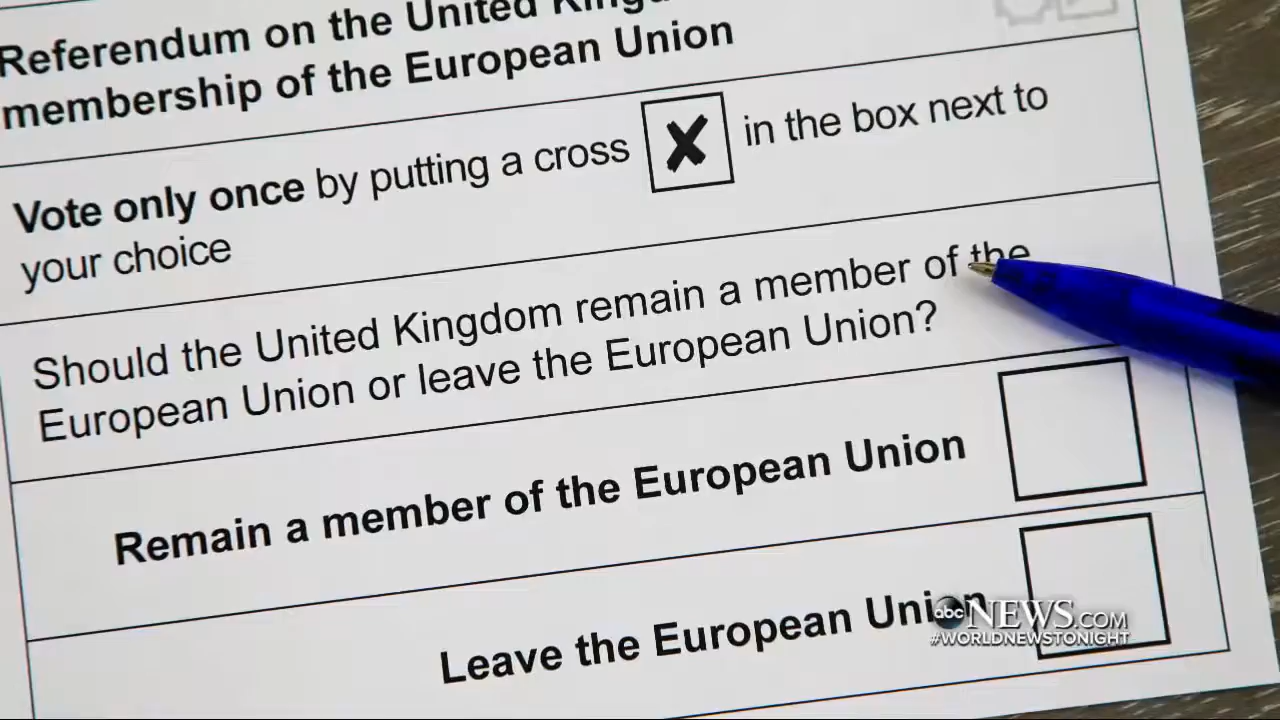 Referendum on the United
membership of the European Union
Vote only once by putting a cross X in the box next to
your choice
Should the United Kingdom remain a member of the
European Union or leave the European Union?
Remain a member of the European Union
Leave the European Union
abc NEWS.COM
#WORLDNEWSTONIGHT